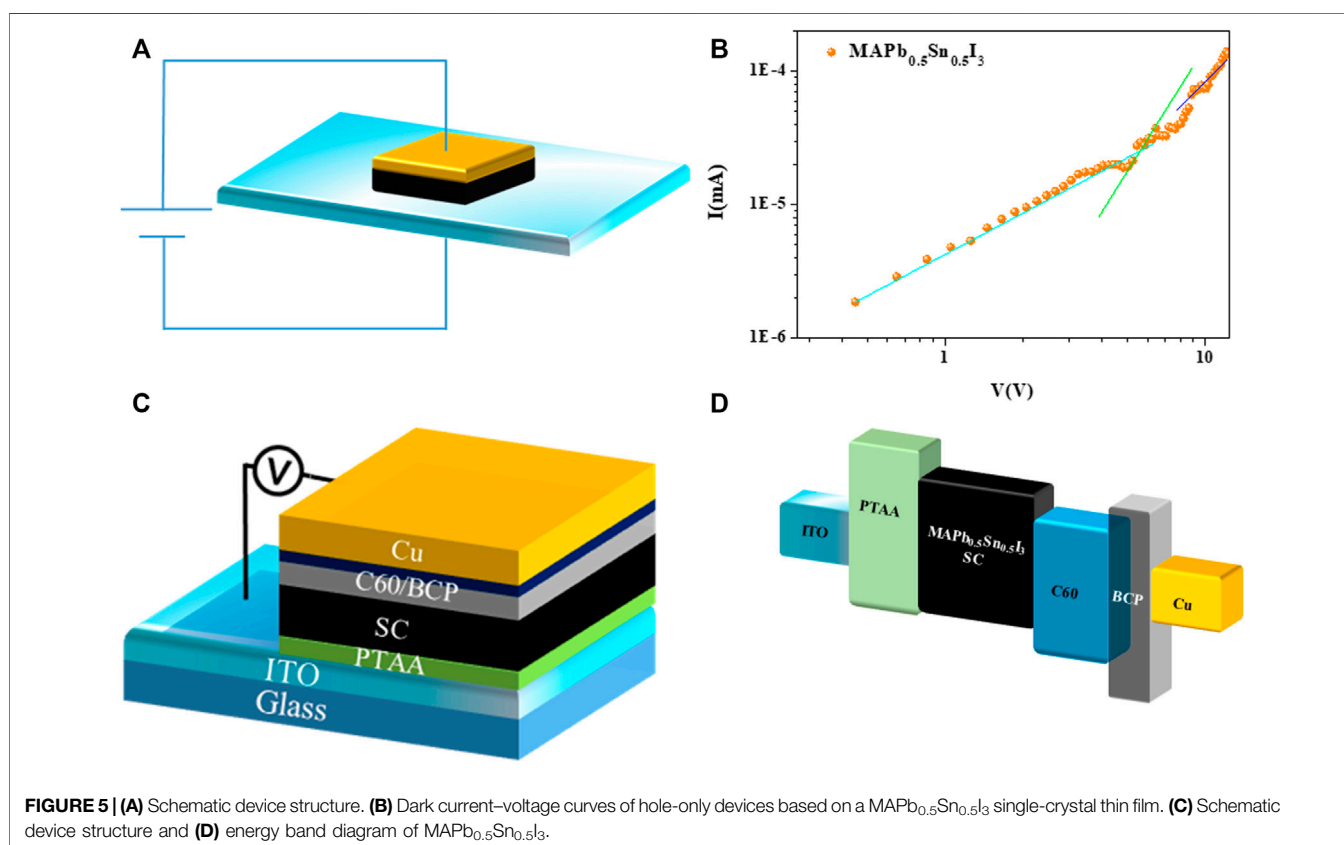 A
B
MAPb0.5Sn0.5I3
1E-4
1E-5
1E-6
I(mA)
1
10
V(V)
C
V
Cu
C60/BCP
SC
PTAA
ITO
Glass
D
ITO
PTAA
MAPb0.5Sn0.5I3
SC
C60
BCP
Cu
FIGURE 5 | (A) Schematic device structure. (B) Dark current–voltage curves of hole-only devices based on a MAPb0.5Sn0.5I3 single-crystal thin film. (C) Schematic
device structure and (D) energy band diagram of MAPb0.5Sn0.5I3.